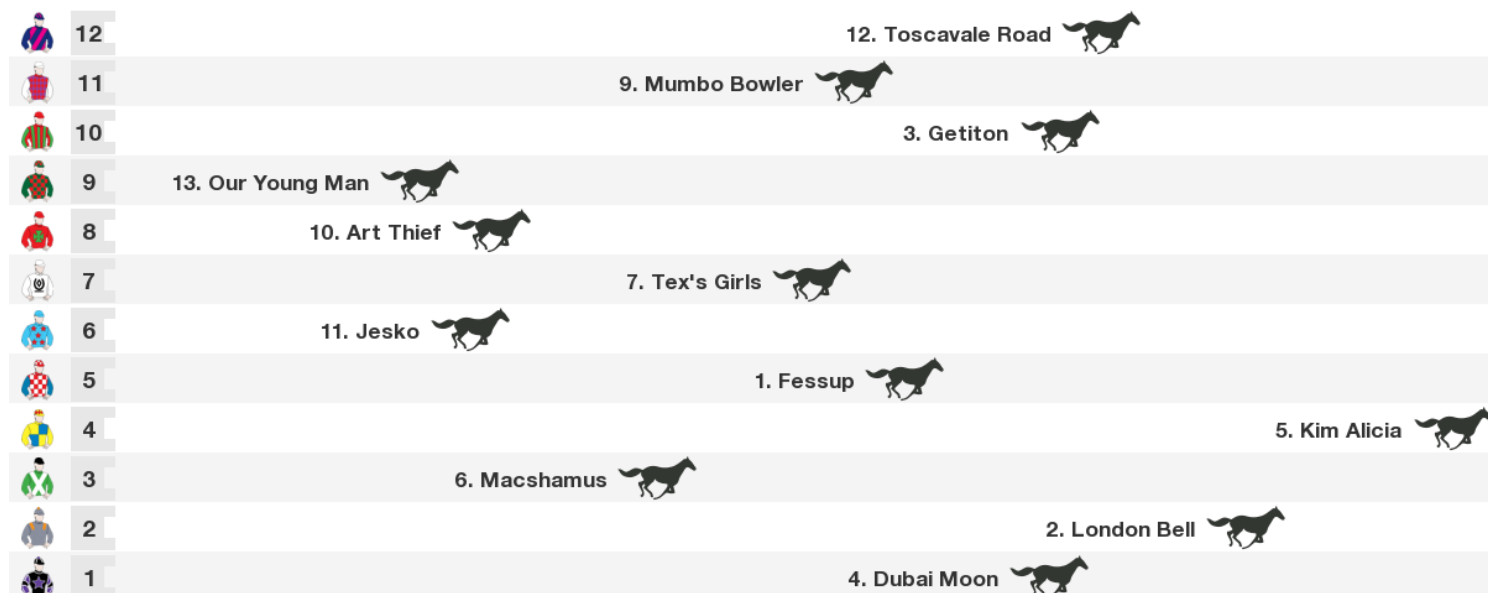 12 12. Toscavale Road
11 9. Mumbo Bowler
10 3. Getiton
9 13. Our Young Man
8 10. Art Thief
7 7. Tex's Girls
6 11. Jesko
5 1. Fessup
4 5. Kim Alicia
3 6. Macshamus
2 2. London Bell
1 4. Dubai Moon